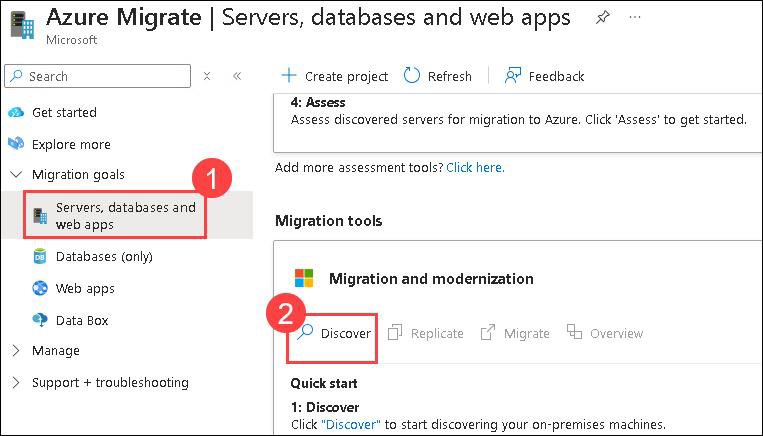 Azure Migrate | Servers, databases and web apps
Microsoft
Search
Create project
Refresh
Feedback
Get started
Explore more
Migration goals
1
Servers, databases and
web apps
Databases (only)
Web apps
Data Box
Manage
Support + troubleshooting
4: Assess
Assess discovered servers for migration to Azure. Click 'Assess' to get started.
Add more assessment tools? Click here.
Migration tools
Migration and modernization
2
Discover
Replicate
Migrate
Overview
Quick start
1: Discover
Click "Discover" to start discovering your on-premises machines.